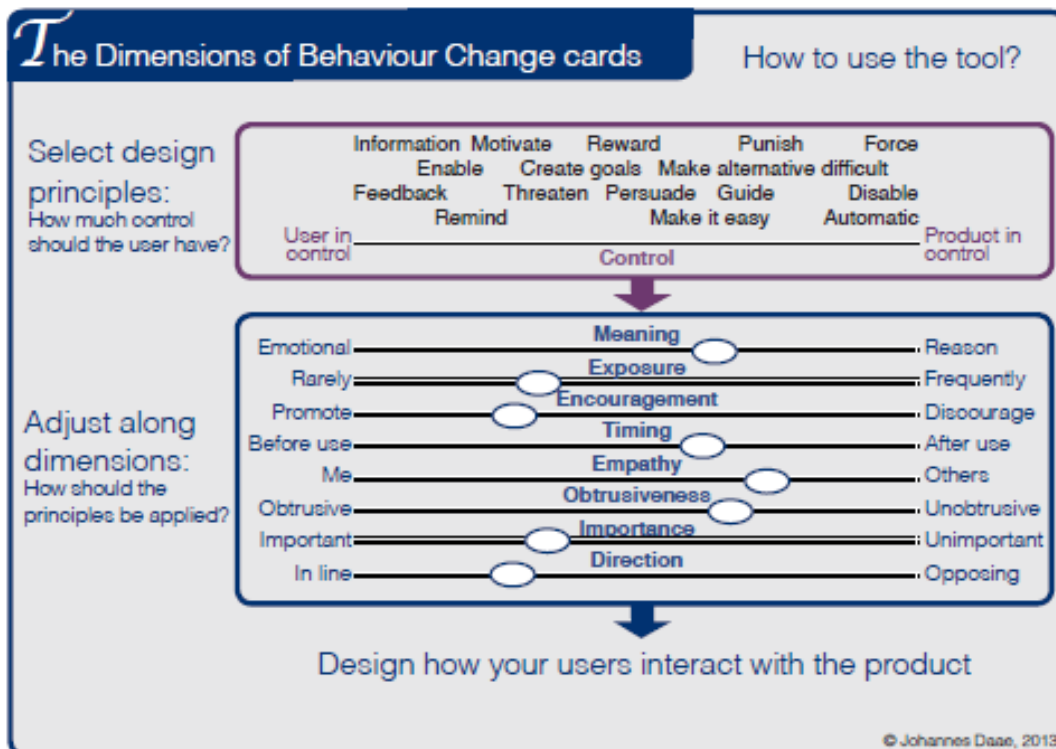 The Dimensions of Behaviour Change cards
How to use the tool?
Select design
principles:
How much control
should the user have?
Information Motivate Reward Punish Force
Enable Create goals Make alternative difficult
Feedback Threaten Persuade Guide Disable
Remind Make it easy Automatic
User in
control
Control
Product in
control
Adjust along
dimensions:
How should the
principles be applied?
Meaning
Emotional Reason
Exposure
Rarely Frequently
Encouragement
Promote Discourage
Timing
Before use After use
Empathy
Me Others
Obtrusiveness
Obtrusive Unobtrusive
Importance
Important Unimportant
Direction
In line Opposing
Design how your users interact with the product
© Johannes Daae, 2013